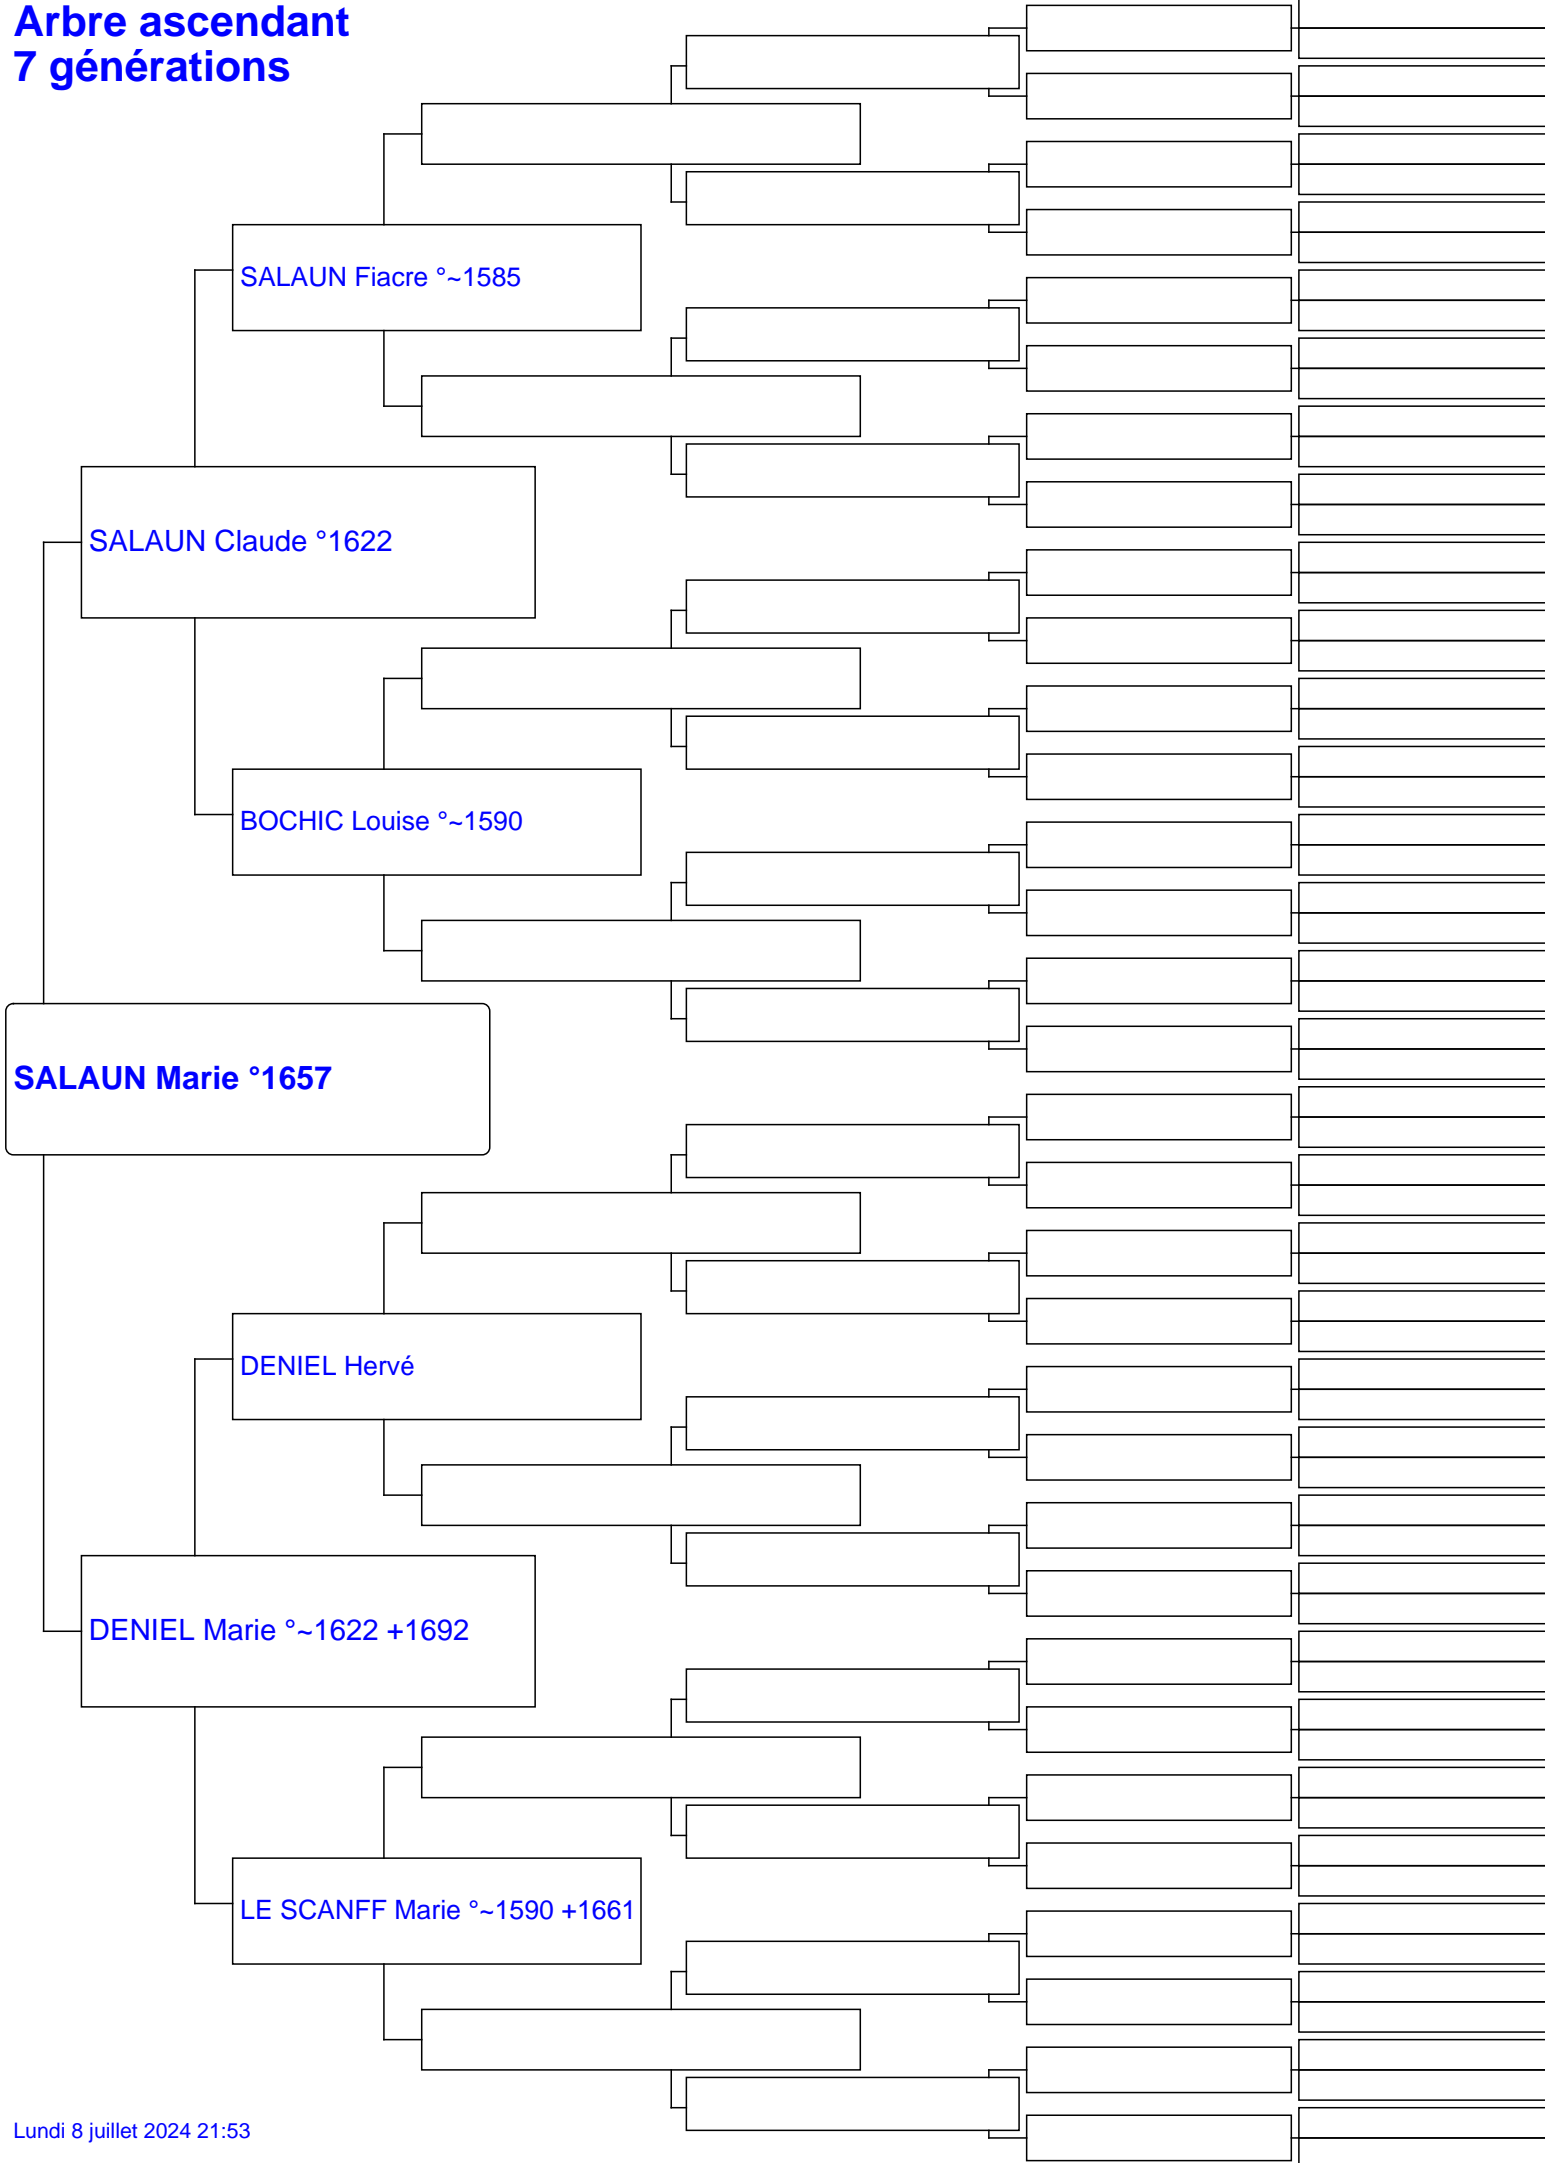 Arbre ascendant
7 générations
SALAUN Fiacre °~1585
SALAUN Claude °1622
BOCHIC Louise °~1590
SALAUN Marie °1657
DENIEL Hervé
DENIEL Marie °~1622 +1692
LE SCANFF Marie °~1590 +1661
Lundi 8 juillet 2024 21:53